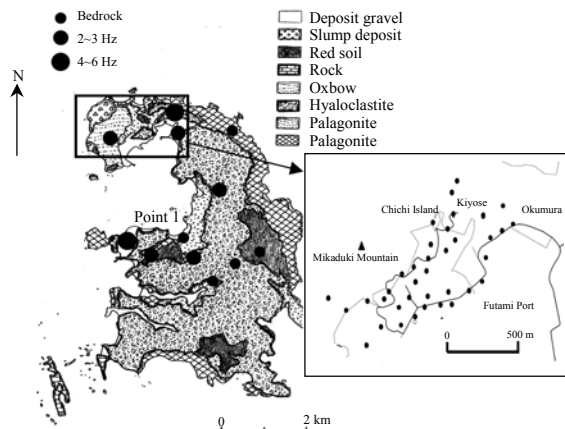 Bedrock
2~3 Hz
4~6 Hz
N
Deposit gravel
Slump deposit
Red soil
Rock
Oxbow
Hyaloclastite
Palagonite
Palagonite
Point 1
Chichi Island
Kiyose
Okumura
Mikaduki Mountain
Futami Port
0 500 m
0 2 km